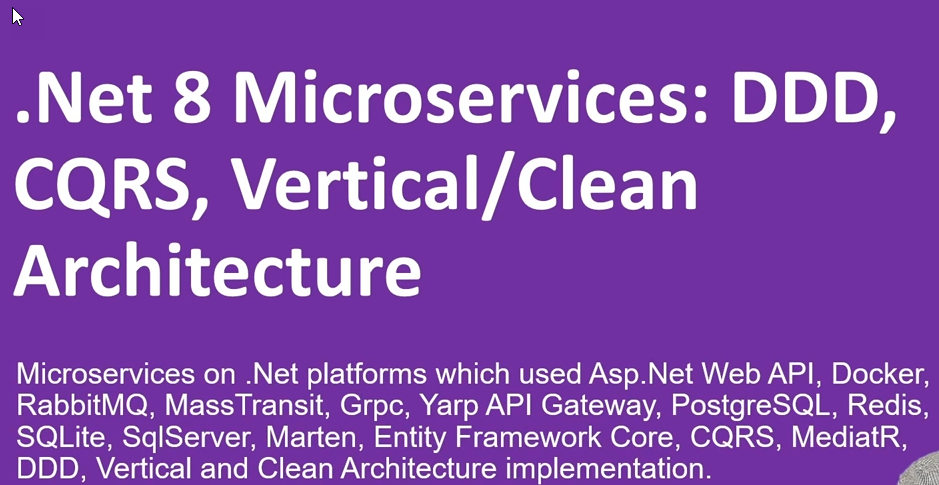 .Net 8 Microservices: DDD,
CQRS, Vertical/Clean
Architecture
Microservices on .Net platforms which used Asp.Net Web API, Docker,
RabbitMQ, MassTransit, Grpc, Yarp API Gateway, PostgreSQL, Redis,
SQLite, SqlServer, Marten, Entity Framework Core, CQRS, MediatR,
DDD, Vertical and Clean Architecture implementation.